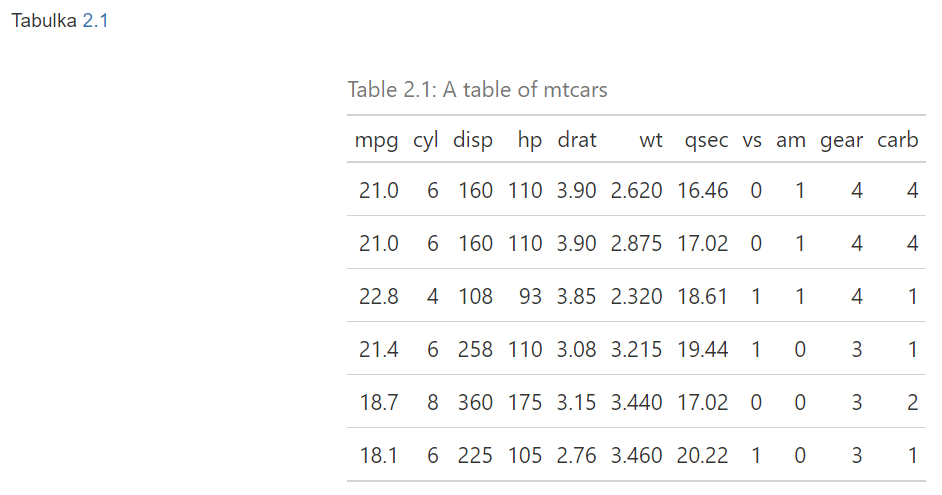 Tabulka 2.1
Table 2.1: A table of mtcars
mpg cyl disp hp drat wt qsec vs am gear carb
21.0 6 160 110 3.90 2.620 16.46 0 1 4 4
21.0 6 160 110 3.90 2.875 17.02 0 1 4 4
22.8 4 108 93 3.85 2.320 18.61 1 1 4 1
21.4 6 258 110 3.08 3.215 19.44 1 0 3 1
18.7 8 360 175 3.15 3.440 17.02 0 0 3 2
18.1 6 225 105 2.76 3.460 20.22 1 0 3 1